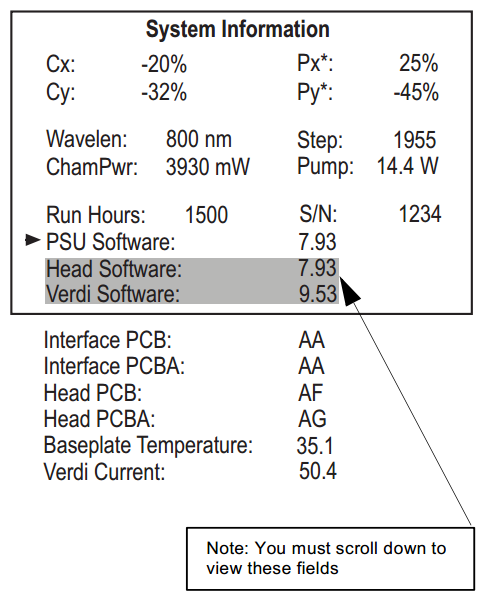 System Information
Cx: -20% Px*: 25%
Cy: -32% Py*: -45%
Wavelen: 800 nm Step: 1955
ChamPwr: 3930 mW Pump: 14.4 W
Run Hours: 1500 S/N: 1234
PSU Software: 7.93
Head Software: 7.93
Verdi Software: 9.53
Interface PCB: AA
Interface PCBA: AA
Head PCB: AF
Head PCBA: AG
Baseplate Temperature: 35.1
Verdi Current: 50.4
Note: You must scroll down to
view these fields